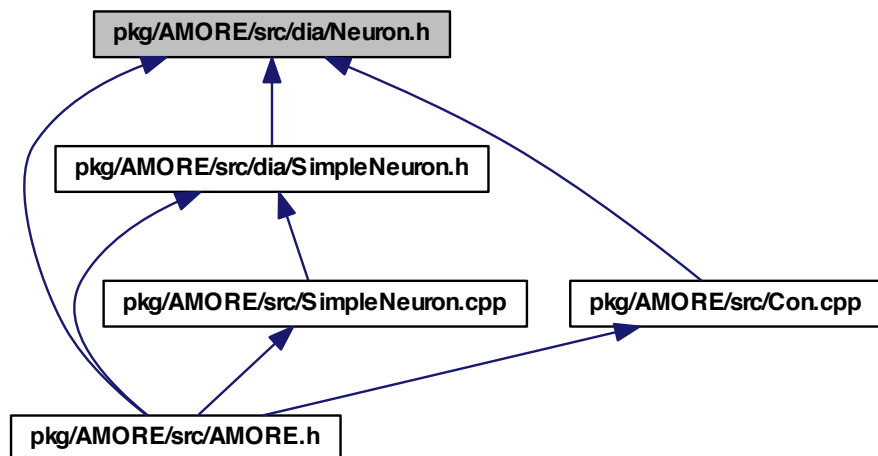 pkg/AMORE/src/dia/Neuron.h
pkg/AMORE/src/dia/SimpleNeuron.h
pkg/AMORE/src/SimpleNeuron.cpp
pkg/AMORE/src/Con.cpp
pkg/AMORE/src/AMORE.h